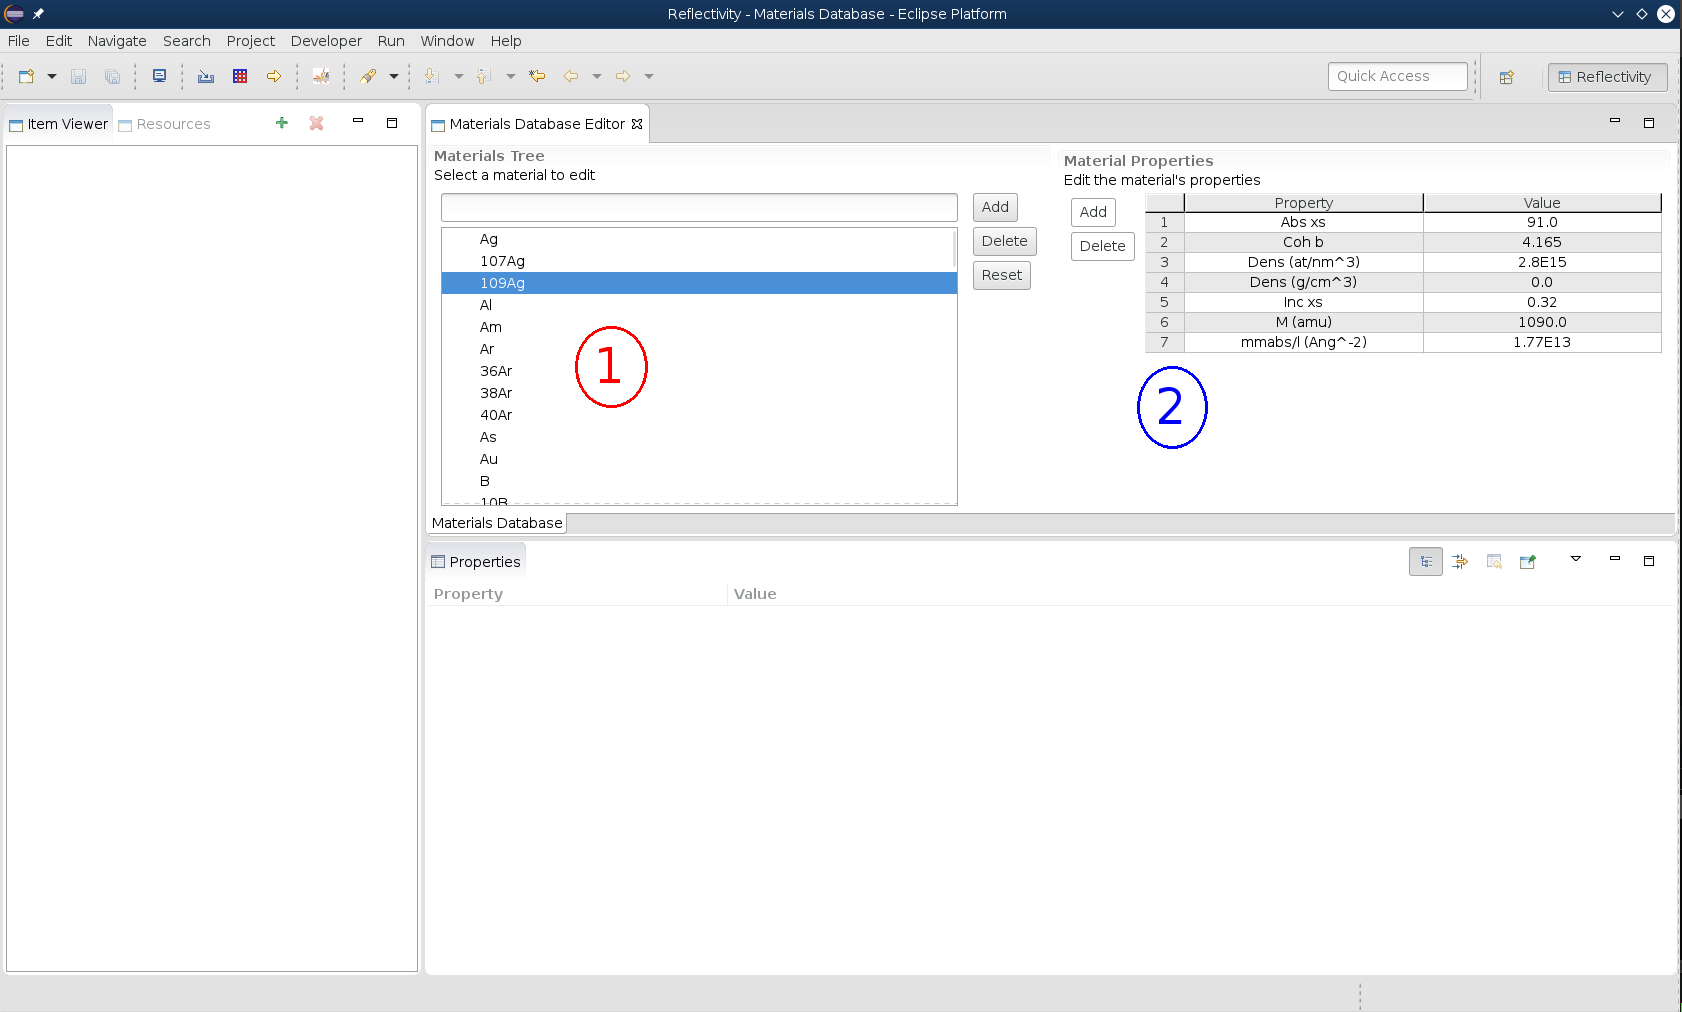 Reflectivity - Materials Database - Eclipse Platform
File Edit Navigate Search Project Developer Run Window Help
Quick Access
Reflectivity
Item Viewer Resources
Materials Database Editor
Materials Tree
Select a material to edit
Add
Delete
Reset
Ag
107Ag
109Ag
Al
Am
Ar
36Ar
38Ar
40Ar
As
Au
B
10B
1
Materials Database
Material Properties
Edit the material's properties
Add
Delete
Property Value
1 Abs xs 91.0
2 Coh b 4.165
3 Dens (at/nm^3) 2.8E15
4 Dens (g/cm^3) 0.0
5 Inc xs 0.32
6 M (amu) 1090.0
7 mmabs/l (Ang^-2) 1.77E13
2
Properties
Property Value